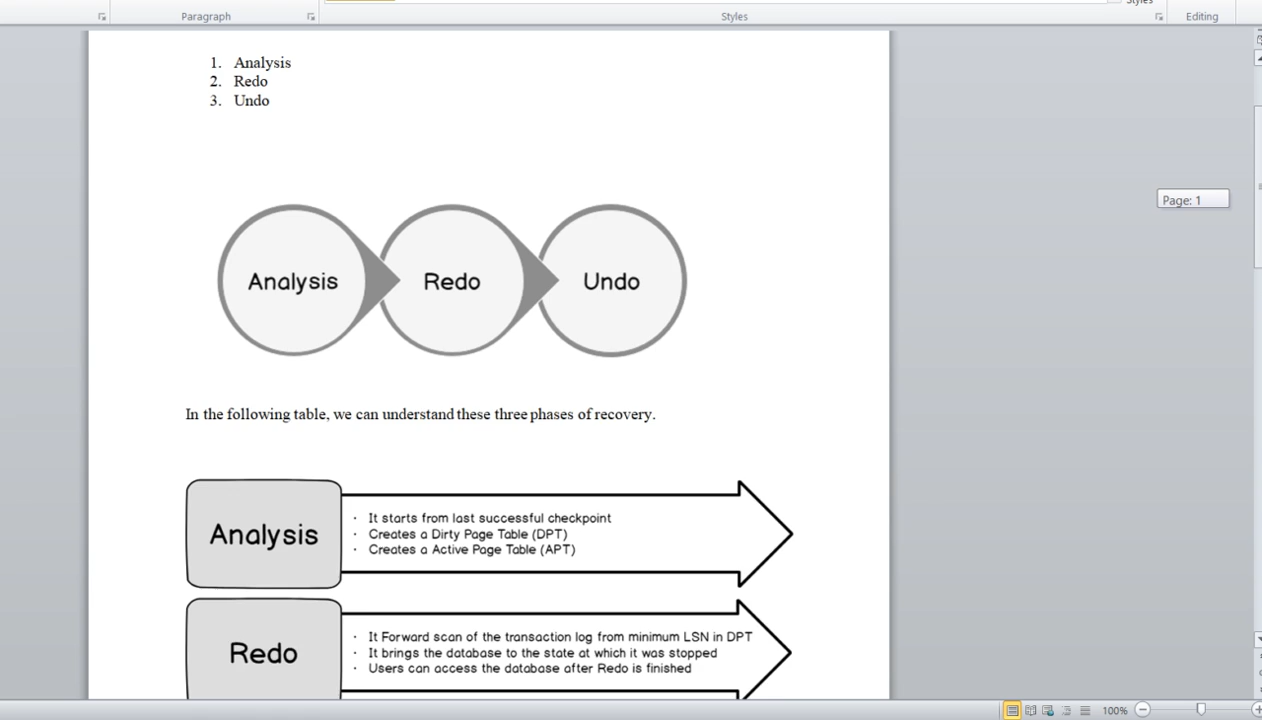 Styles
Paragraph
Styles
Editing
1. Analysis
2. Redo
3. Undo
Page: 1
Analysis
Redo
Undo
In the following table, we can understand these three phases of recovery.
Analysis
· It starts from last successful checkpoint
· Creates a Dirty Page Table (DPT)
· Creates a Active Page Table (APT)
Redo
· It Forward scan of the transaction log from minimum LSN in DPT
· It brings the database to the state at which it was stopped
· Users can access the database after Redo is finished
100%